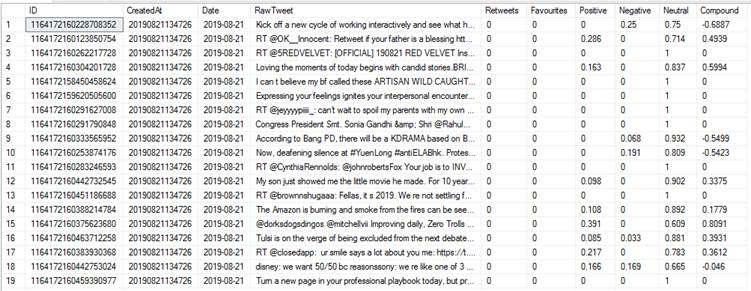 ID CreatedAt Date RawTweet Retweets Favourites Positive Negative Neutral Compound
1 1164172160228708352 20190821134726 2019-08-21 Kick off a new cycle of working interactively and see what h... 0 0 0 0.25 0.75 -0.6887
2 1164172160123850754 20190821134726 2019-08-21 RT @OK__Innocent: Retweet if your father is a blessing htt... 0 0 0.286 0 0.714 0.4939
3 1164172160262217728 20190821134726 2019-08-21 RT @5REDVELVET: [OFFICIAL] 190821 RED VELVET Ins... 0 0 0 0 1 0
4 1164172160304201728 20190821134726 2019-08-21 Loving the moments of today begins with candid stories.BRI... 0 0 0.163 0 0.837 0.5994
5 1164172158450458624 20190821134726 2019-08-21 I can t believe my bf called these ARTISAN WILD CAUGHT... 0 0 0 0 1 0
6 1164172159620505600 20190821134726 2019-08-21 Expressing your feelings ignites your interpersonal encounter... 0 0 0 0 1 0
7 1164172160291627008 20190821134726 2019-08-21 RT @jeyyyypiiii_: can't wait to spoil my parents with my own ... 0 0 0 0 1 0
8 1164172160291790848 20190821134726 2019-08-21 Congress President Smt. Sonia Gandhi &amp; Shri @Rahul... 0 0 0 0 1 0
9 1164172160333565952 20190821134726 2019-08-21 According to Bang PD, there will be a KDRAMA based on B... 0 0 0 0.068 0.932 -0.5499
10 1164172160253874176 20190821134726 2019-08-21 Now, deafening silence at #YuenLong #antiELABhk. Protes... 0 0 0 0.191 0.809 -0.5423
11 1164172160283246593 20190821134726 2019-08-21 RT @CynthiaRennolds: @johnrobertsFox Your job is to INV... 0 0 0 0 1 0
12 1164172160442732545 20190821134726 2019-08-21 My son just showed me the little movie he made. For 10 year... 0 0 0.098 0 0.902 0.3375
13 1164172160451186688 20190821134726 2019-08-21 RT @brownnshugaaa: Fellas, it s 2019. We re not settling f... 0 0 0 0 1 0
14 1164172160388214784 20190821134726 2019-08-21 The Amazon is burning and smoke from the fires can be see... 0 0 0.108 0 0.892 0.1779
15 1164172160375623680 20190821134726 2019-08-21 @dorksdogsdingos @mitchellvii Improving daily, Zero Trolls ... 0 0 0.391 0 0.609 0.8091
16 1164172160463712258 20190821134726 2019-08-21 Tulsi is on the verge of being excluded from the next debate... 0 0 0.085 0.033 0.881 0.3931
17 1164172160383930368 20190821134726 2019-08-21 RT @closedapp: ur smile says a lot about you me: https://t... 0 0 0.217 0 0.783 0.3612
18 1164172160442753024 20190821134726 2019-08-21 disney: we want 50/50 bc reasonssony: we re like one of 3 ... 0 0 0.166 0.169 0.665 -0.046
19 1164172160459390977 20190821134726 2019-08-21 Turn a new page in your professional playbook today, but pr... 0 0 0 0 1 0